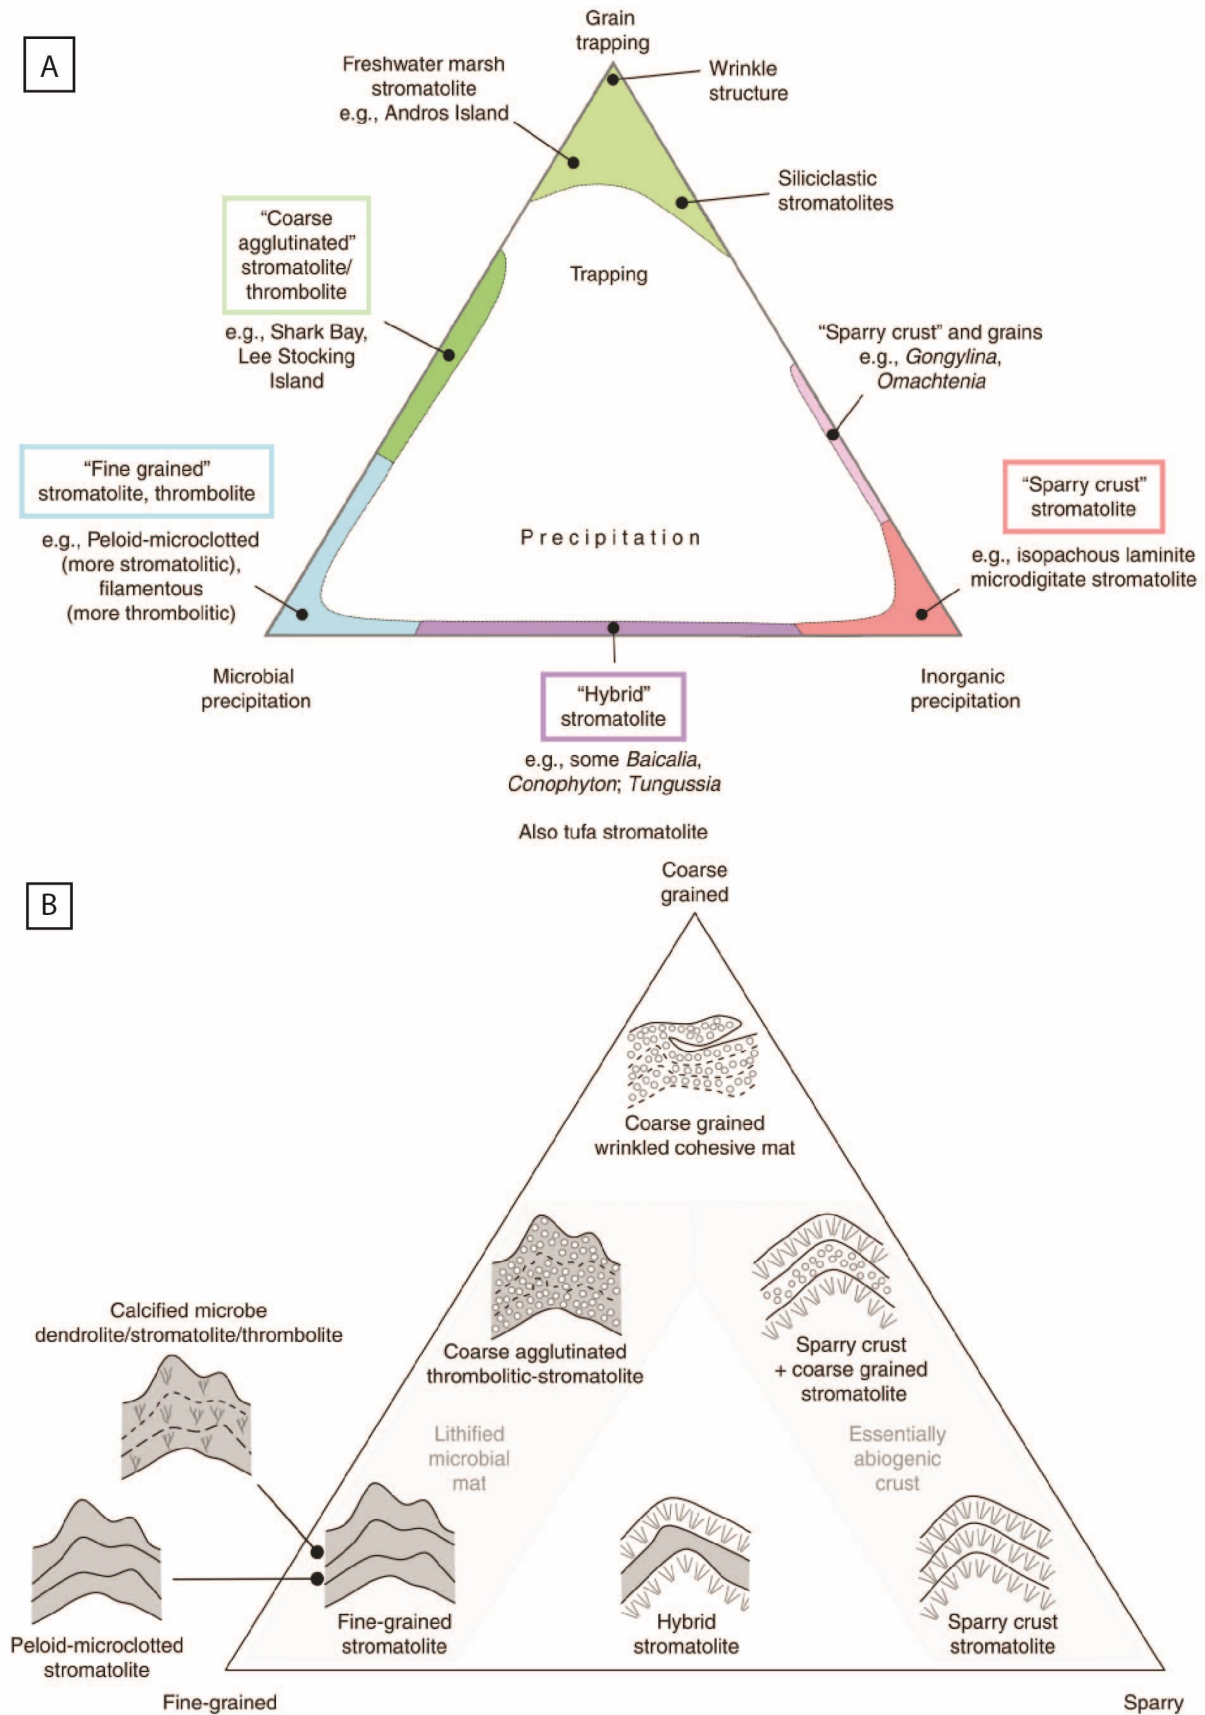 A
Grain
trapping
Freshwater marsh
stromatolite
e.g., Andros Island
Wrinkle
structure
Siliciclastic
stromatolites
“Coarse
agglutinated”
stromatolite/
thrombolite
e.g., Shark Bay,
Lee Stocking
Island
Trapping
“Sparry crust” and grains
e.g., Gongylina,
Omachtenia
“Fine grained”
stromatolite, thrombolite
e.g., Peloid-microclotted
(more stromatolitic),
filamentous
(more thrombolitic)
Precipitation
“Sparry crust”
stromatolite
e.g., isopachous laminite
microdigitate stromatolite
Microbial
precipitation
“Hybrid”
stromatolite
e.g., some Baicalia,
Conophyton; Tungussia
Also tufa stromatolite
Inorganic
precipitation
B
Coarse
grained
Coarse grained
wrinkled cohesive mat
Calcified microbe
dendrolite/stromatolite/thrombolite
Coarse agglutinated
thrombolitic-stromatolite
Sparry crust
+ coarse grained
stromatolite
Lithified
microbial
mat
Essentially
abiogenic
crust
Peloid-microclotted
stromatolite
Fine-grained
stromatolite
Hybrid
stromatolite
Sparry crust
stromatolite
Fine-grained
Sparry